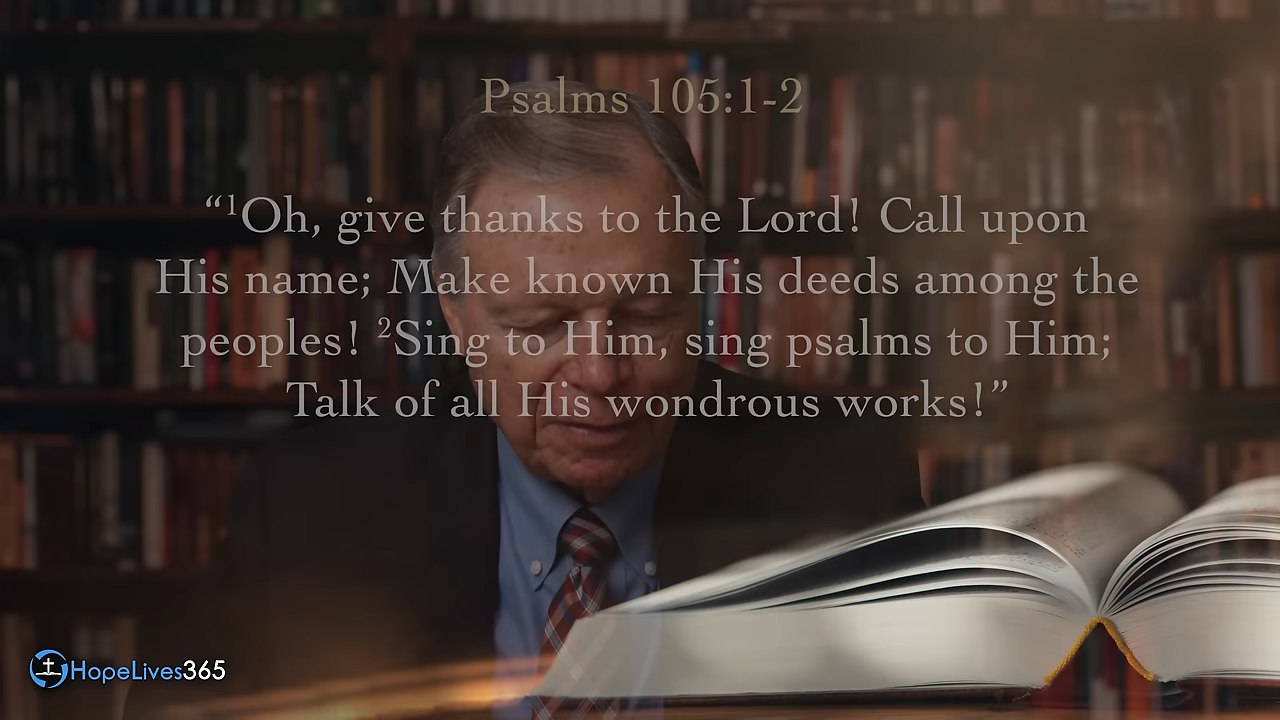 Psalms 105:1-2
“¹Oh, give thanks to the Lord! Call upon
His name; Make known His deeds among the
peoples! ²Sing to Him, sing psalms to Him;
Talk of all His wondrous works!”
HopeLives365